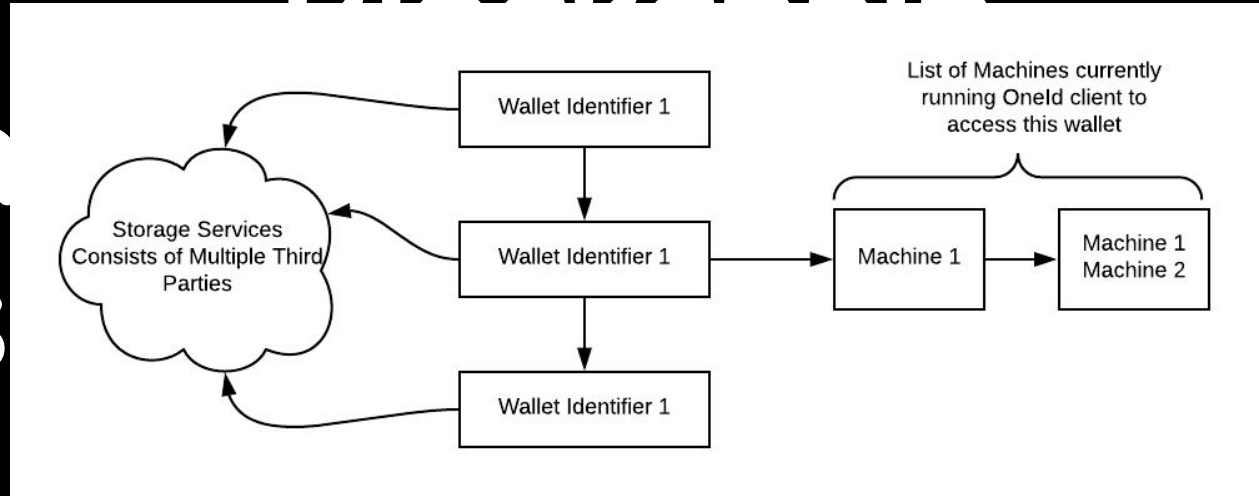 Wallet Identifier 1
List of Machines currently
running OneId client to
access this wallet
Storage Services
Consists of Multiple Third
Parties
Wallet Identifier 1
Machine 1
Machine 1
Machine 2
Wallet Identifier 1